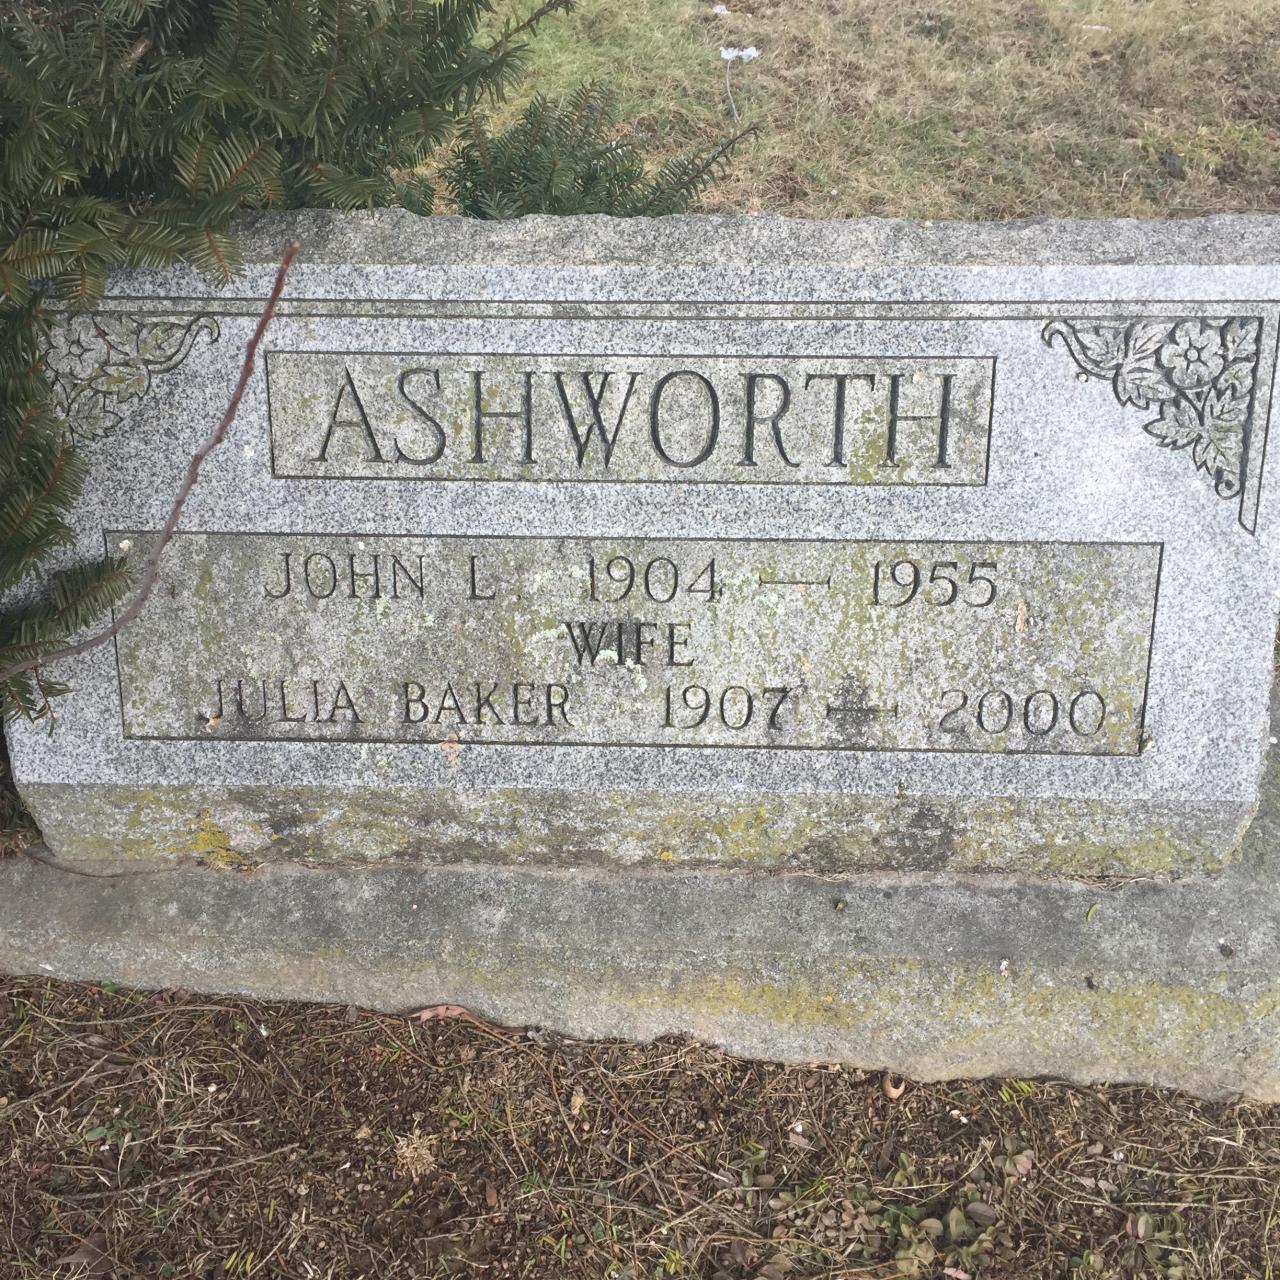 ASHWORTH
JOHN L. 1904 — 1955
WIFE
JULIA BAKER 1907 — 2000